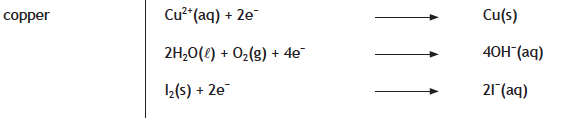 copper Cu²⁺(aq) + 2e⁻ ⟶ Cu(s)
2H₂O(ℓ) + O₂(g) + 4e⁻ ⟶ 4OH⁻(aq)
I₂(s) + 2e⁻ ⟶ 2I⁻(aq)